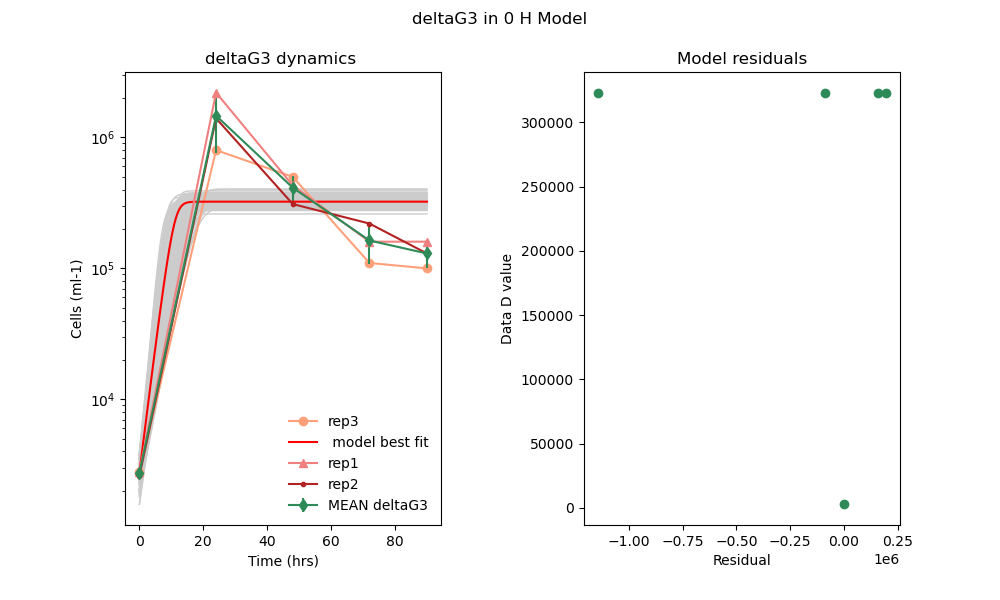 deltaG3 in 0 H Model
deltaG3 dynamics
Cells (ml-1)
10^6
10^5
10^4
rep3
model best fit
rep1
rep2
MEAN deltaG3
0 20 40 60 80
Time (hrs)
Model residuals
Data D value
300000
250000
200000
150000
100000
50000
0
−1.00 −0.75 −0.50 −0.25 0.00 0.25
1e6
Residual